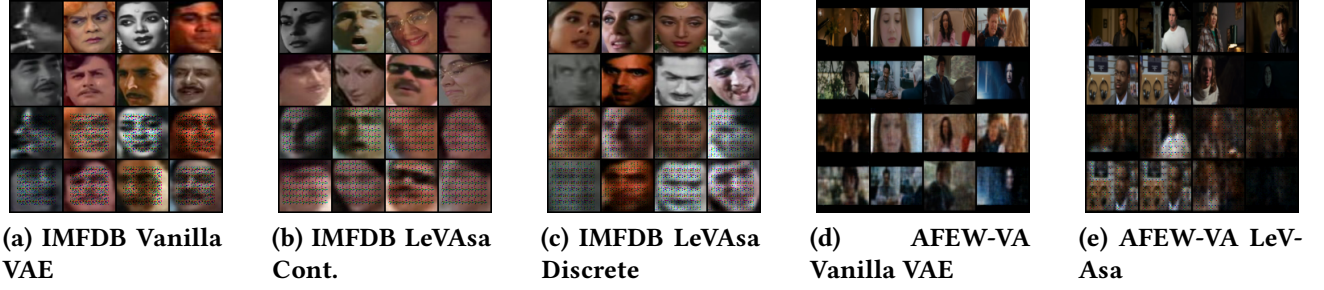 (a) IMFDB Vanilla
VAE
(b) IMFDB LeVAsa
Cont.
(c) IMFDB LeVAsa
Discrete
(d) AFEW-VA
Vanilla VAE
(e) AFEW-VA LeV-
Asa